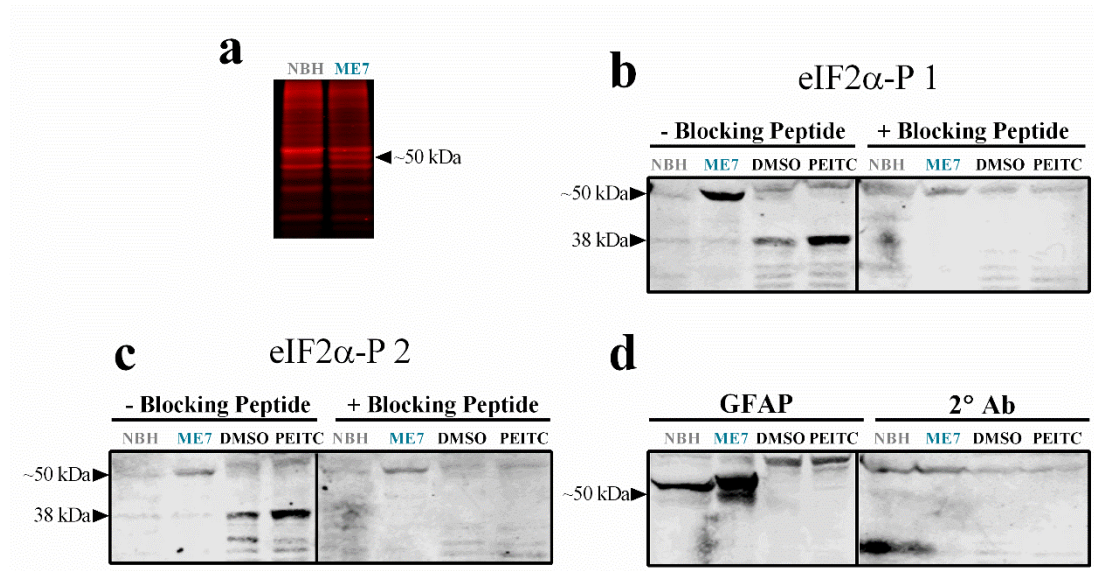 a
NBH ME7
~50 kDa
b
eIF2α-P 1
- Blocking Peptide + Blocking Peptide
NBH ME7 DMSO PEITC NBH ME7 DMSO PEITC
~50 kDa
38 kDa
c
eIF2α-P 2
- Blocking Peptide + Blocking Peptide
NBH ME7 DMSO PEITC NBH ME7 DMSO PEITC
~50 kDa
38 kDa
d
GFAP 2° Ab
NBH ME7 DMSO PEITC NBH ME7 DMSO PEITC
~50 kDa